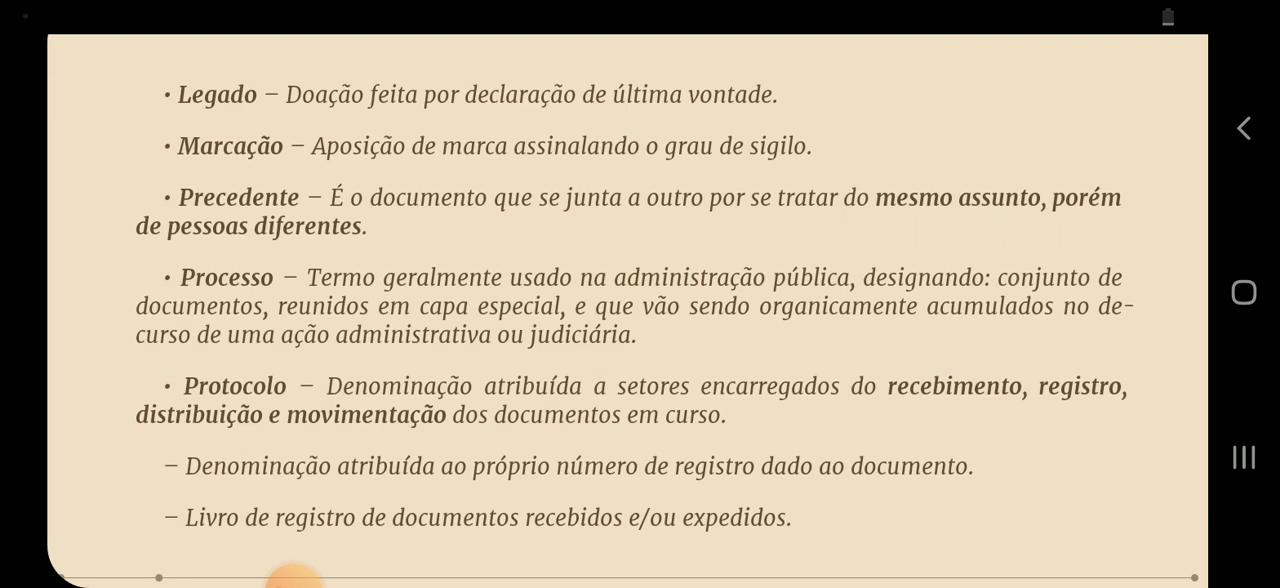 • Legado – Doação feita por declaração de última vontade.
• Marcação – Aposição de marca assinalando o grau de sigilo.
• Precedente – É o documento que se junta a outro por se tratar do mesmo assunto, porém
de pessoas diferentes.
• Processo – Termo geralmente usado na administração pública, designando: conjunto de
documentos, reunidos em capa especial, e que vão sendo organicamente acumulados no de-
curso de uma ação administrativa ou judiciária.
• Protocolo – Denominação atribuída a setores encarregados do recebimento, registro,
distribuição e movimentação dos documentos em curso.
– Denominação atribuída ao próprio número de registro dado ao documento.
– Livro de registro de documentos recebidos e/ou expedidos.